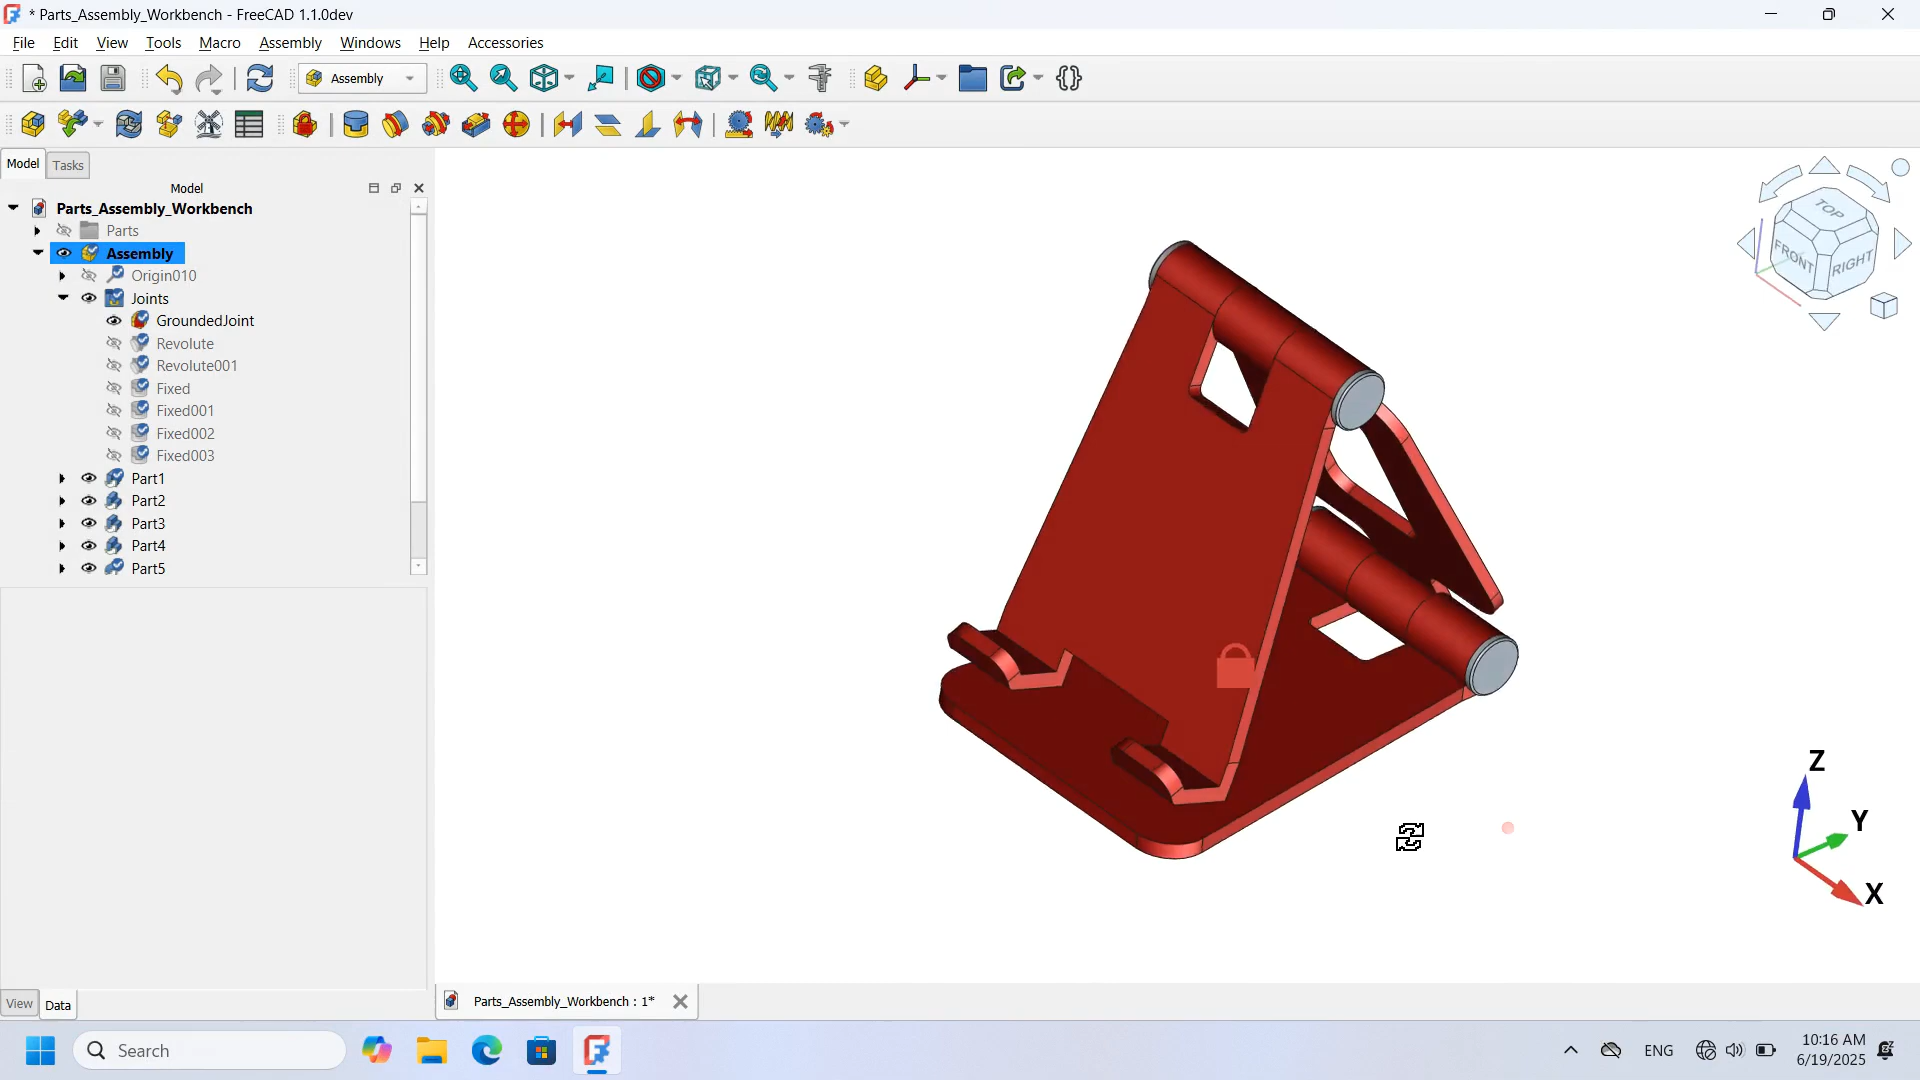 * Parts_Assembly_Workbench - FreeCAD 1.1.0dev
File Edit View Tools Macro Assembly Windows Help Accessories
Assembly
Model Tasks
Model
Parts_Assembly_Workbench
Parts
Assembly
Origin010
Joints
GroundedJoint
Revolute
Revolute001
Fixed
Fixed001
Fixed002
Fixed003
Part1
Part2
Part3
Part4
Part5
TOP
FRONT
RIGHT
Z
Y
X
View Data
Parts_Assembly_Workbench : 1*
Search
ENG
10:16 AM
6/19/2025